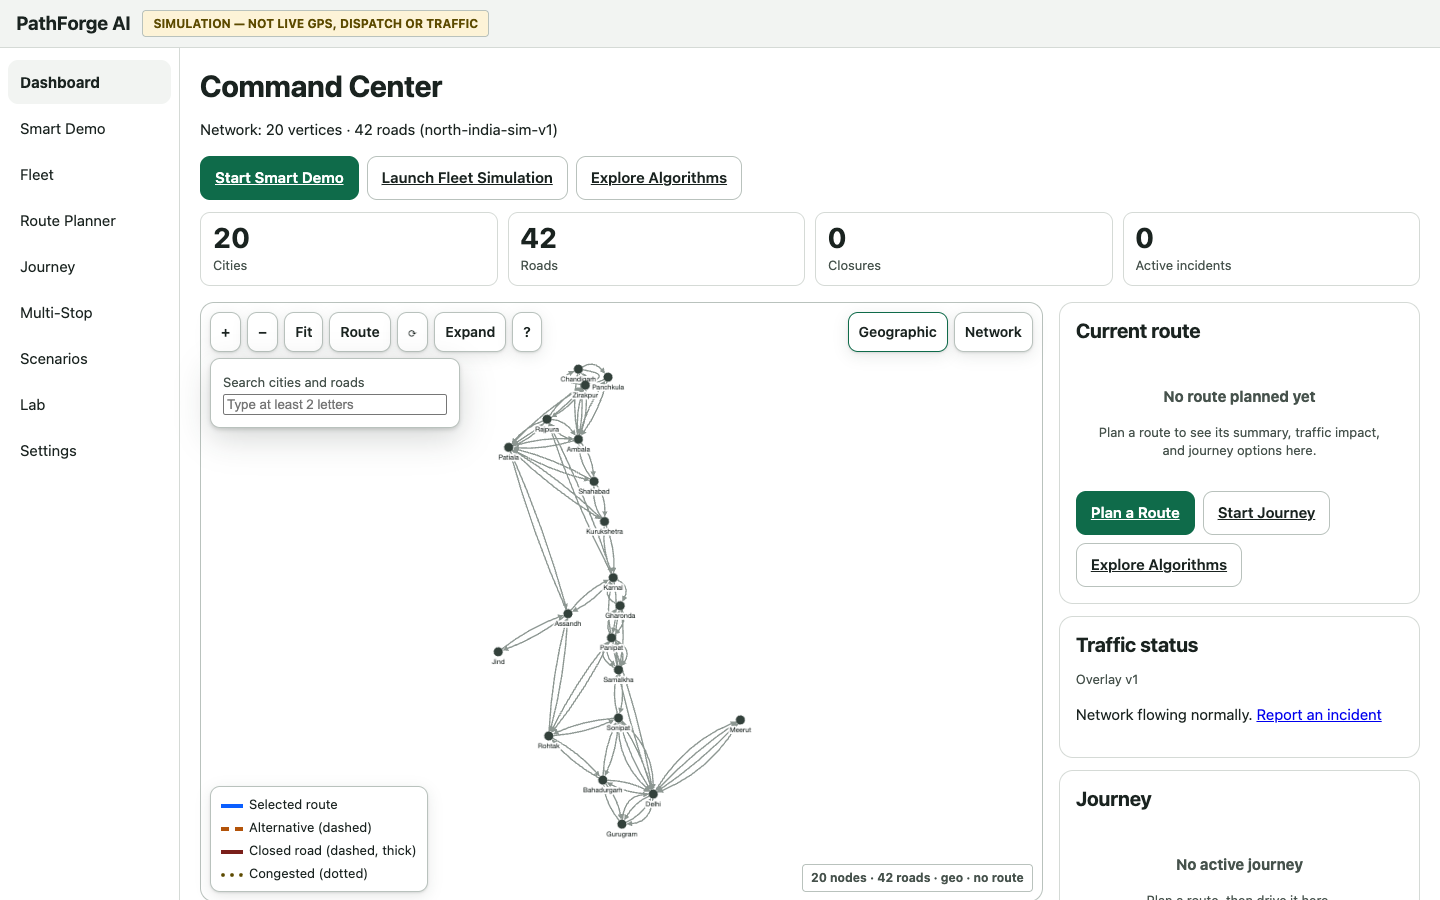 PathForge AI
SIMULATION — NOT LIVE GPS, DISPATCH OR TRAFFIC
Dashboard
Smart Demo
Fleet
Route Planner
Journey
Multi-Stop
Scenarios
Lab
Settings
Command Center
Network: 20 vertices · 42 roads (north-india-sim-v1)
Start Smart Demo
Launch Fleet Simulation
Explore Algorithms
20
Cities
42
Roads
0
Closures
0
Active incidents
+
−
Fit
Route
⟳
Expand
?
Geographic
Network
Search cities and roads
Type at least 2 letters
Chandigarh
Panchkula
Zirakpur
Rajpura
Ambala
Patiala
Shahabad
Kurukshetra
Karnal
Gharonda
Assandh
Panipat
Jind
Samalkha
Sonipat
Meerut
Rohtak
Bahadurgarh
Delhi
Gurugram
Selected route
Alternative (dashed)
Closed road (dashed, thick)
Congested (dotted)
20 nodes · 42 roads · geo · no route
Current route
No route planned yet
Plan a route to see its summary, traffic impact,
and journey options here.
Plan a Route
Start Journey
Explore Algorithms
Traffic status
Overlay v1
Network flowing normally. Report an incident
Journey
No active journey
Plan a route, then drive it here.